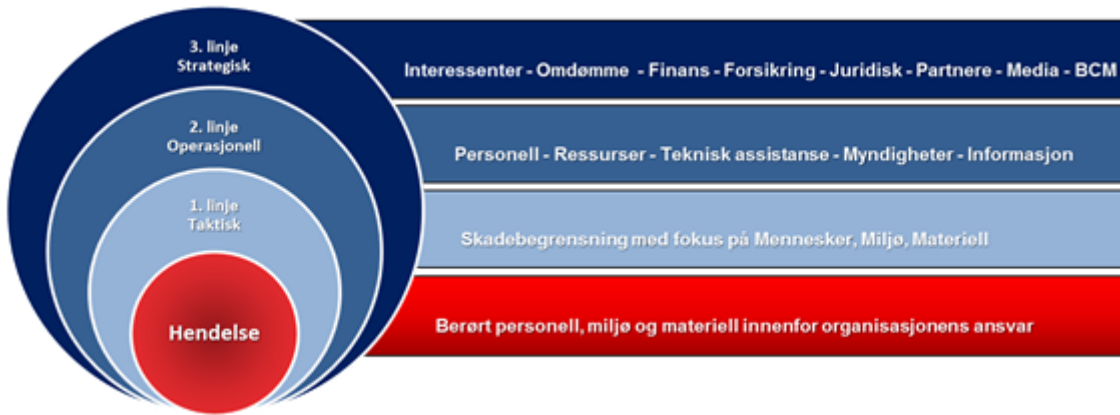 3. linje
Strategisk
Interessenter - Omdømme - Finans - Forsikring - Juridisk - Partnere - Media - BCM
2. linje
Operasjonell
Personell - Ressurser - Teknisk assistanse - Myndigheter - Informasjon
1. linje
Taktisk
Skadebegrensning med fokus på Mennesker, Miljø, Materiell
Hendelse
Berørt personell, miljø og materiell innenfor organisasjonens ansvar